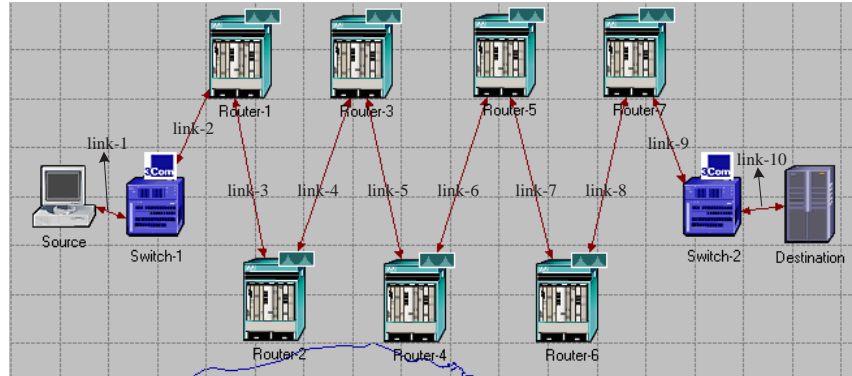 Router-1
Router-3
Router-5
Router-7
link-1
link-2
link-9
link-10
3Com
3Com
link-3
link-4
link-5
link-6
link-7
link-8
Source
Switch-1
Switch-2
Destination
Router-2
Router-4
Router-6